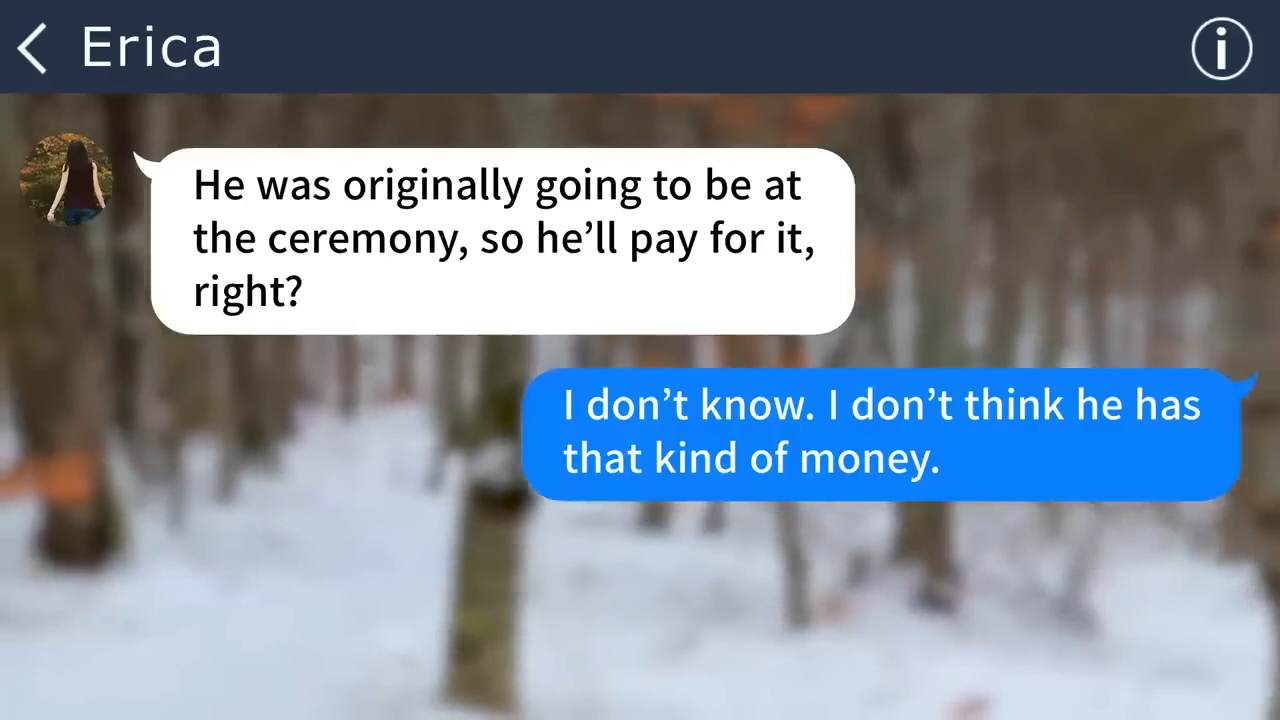 Erica
He was originally going to be at
the ceremony, so he’ll pay for it,
right?
I don’t know. I don’t think he has
that kind of money.